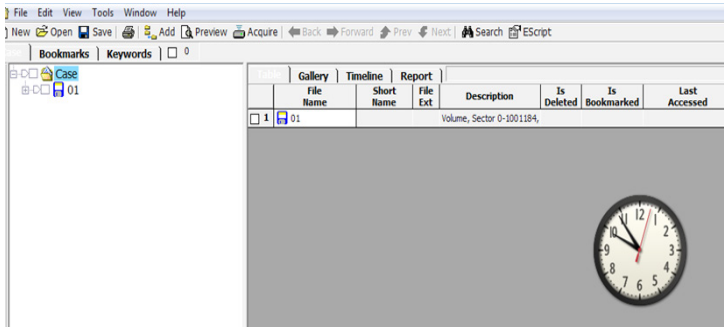 File Edit View Tools Window Help
New Open Save Add Preview Acquire Back Forward Prev Next Search EScript
Bookmarks Keywords 0
Case
01
Table Gallery Timeline Report
File Name Short Name File Ext Description Is Deleted Is Bookmarked Last Accessed
1 01 Volume, Sector 0-1001184,
12
11 1
10 2
9 3
8 4
7 6 5